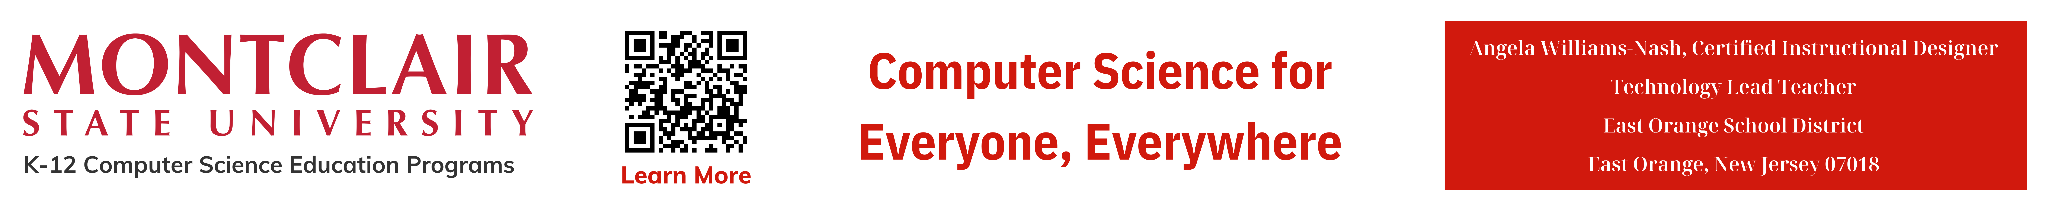 MONTCLAIR
STATE UNIVERSITY
K-12 Computer Science Education Programs
Learn More
Computer Science for
Everyone, Everywhere
Angela Williams-Nash, Certified Instructional Designer
Technology Lead Teacher
East Orange School District
East Orange, New Jersey 07018